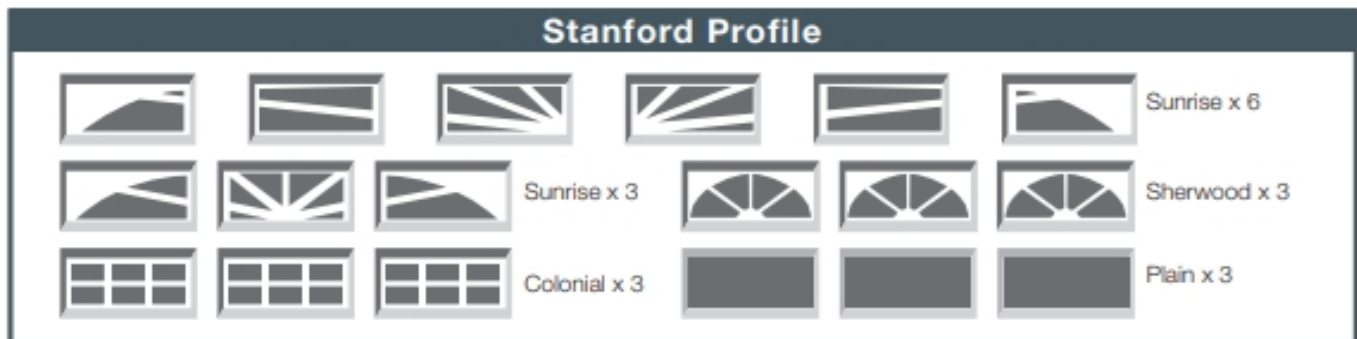 Stanford Profile
Sunrise x 6
Sunrise x 3
Sherwood x 3
Colonial x 3
Plain x 3